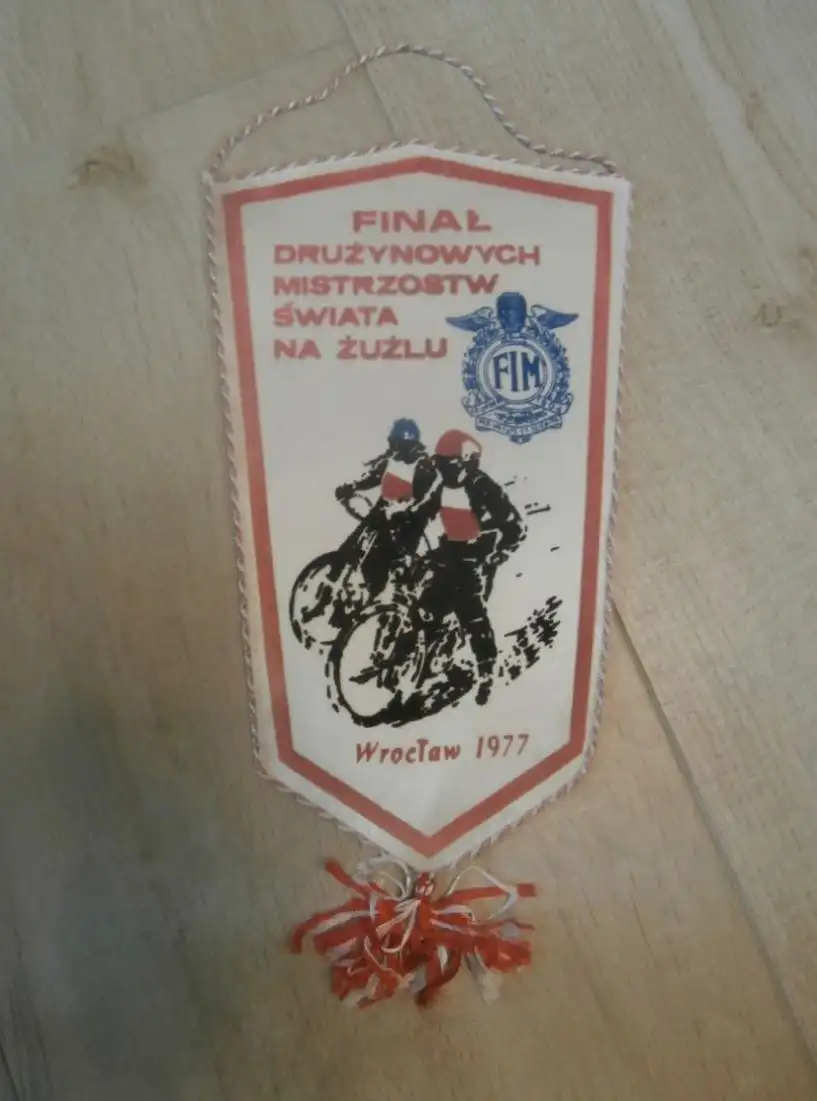 FINAŁ
DRUŻYNOWYCH
MISTRZOSTW
ŚWIATA
NA ŻUŻLU
FIM
Wrocław 1977